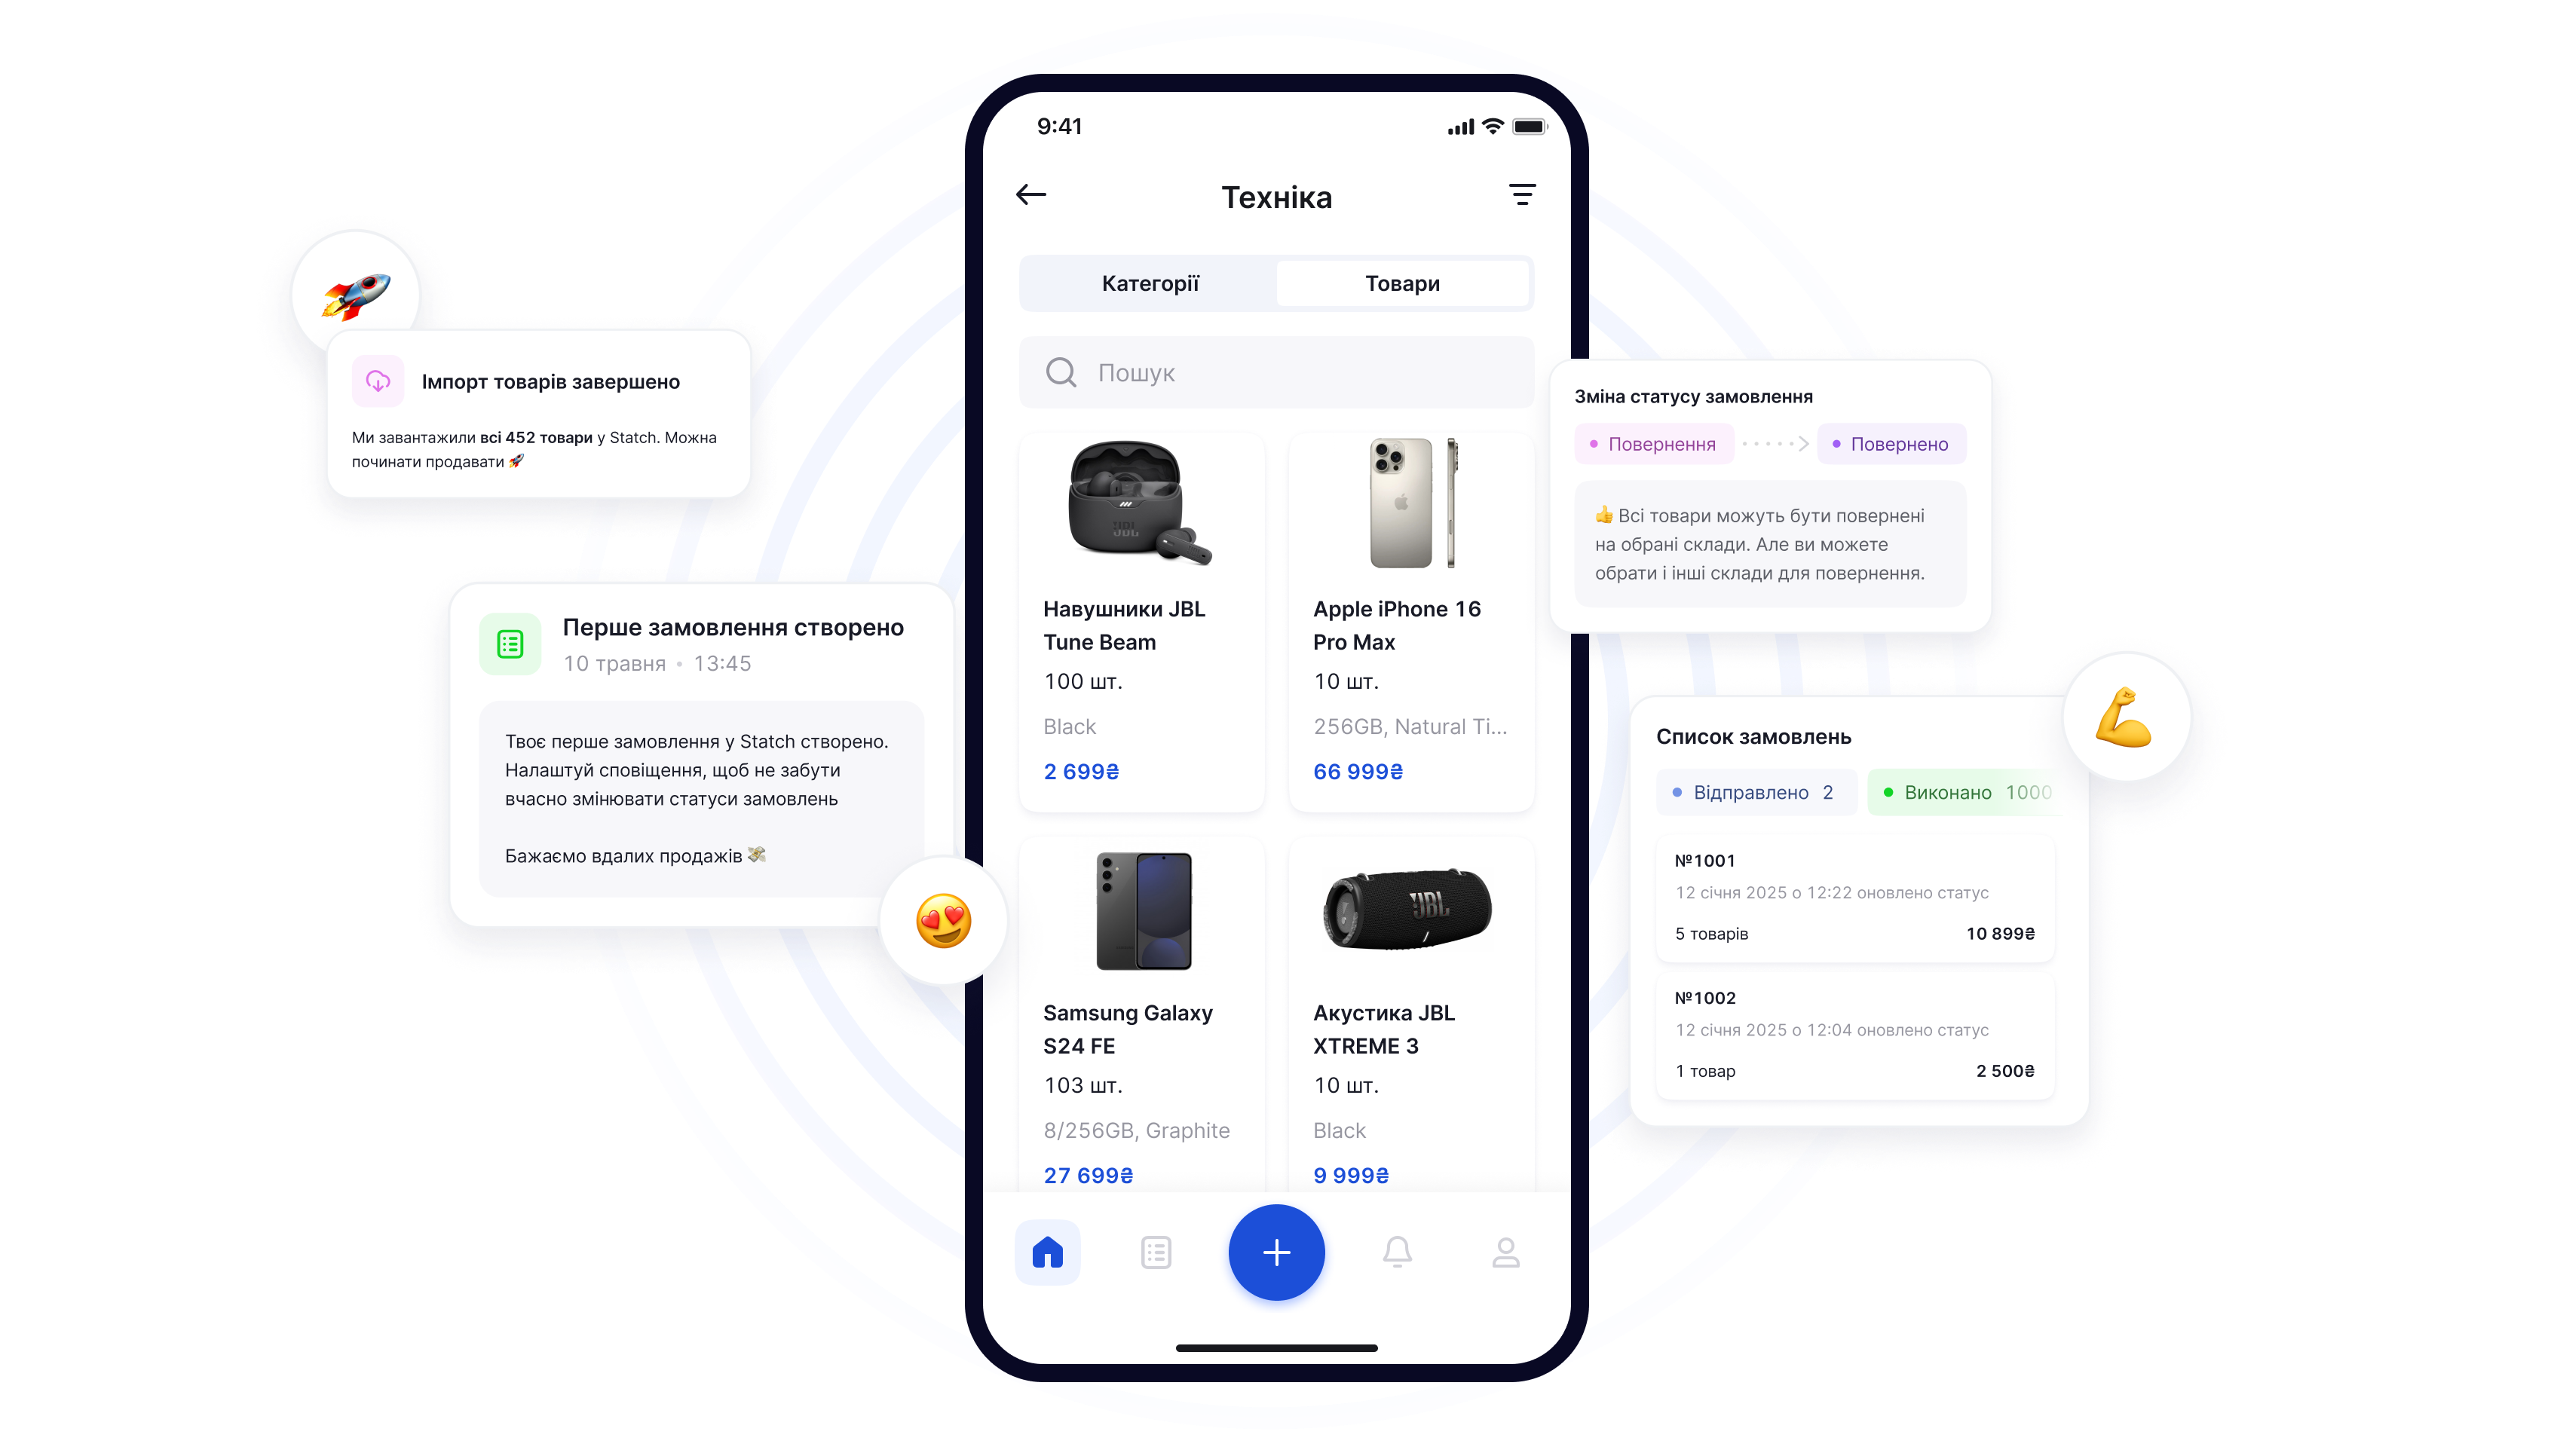 9:41
Техніка
Категорії
Товари
Пошук
Навушники JBL
Tune Beam
100 шт.
Black
2 699₴
Apple iPhone 16
Pro Max
10 шт.
256GB, Natural Ti...
66 999₴
Samsung Galaxy
S24 FE
103 шт.
8/256GB, Graphite
27 699₴
Акустика JBL
XTREME 3
10 шт.
Black
9 999₴
JBL
JBL
Імпорт товарів завершено
Ми завантажили всі 452 товари у Statch. Можна
починати продавати 🚀
Перше замовлення створено
10 травня • 13:45
Твоє перше замовлення у Statch створено.
Налаштуй сповіщення, щоб не забути
вчасно змінювати статуси замовлень
Бажаємо вдалих продажів 💸
Зміна статусу замовлення
Повернення
Повернено
👍 Всі товари можуть бути повернені
на обрані склади. Але ви можете
обрати і інші склади для повернення.
Список замовлень
Відправлено 2
Виконано 1000
№1001
12 січня 2025 о 12:22 оновлено статус
5 товарів 10 899₴
№1002
12 січня 2025 о 12:04 оновлено статус
1 товар 2 500₴